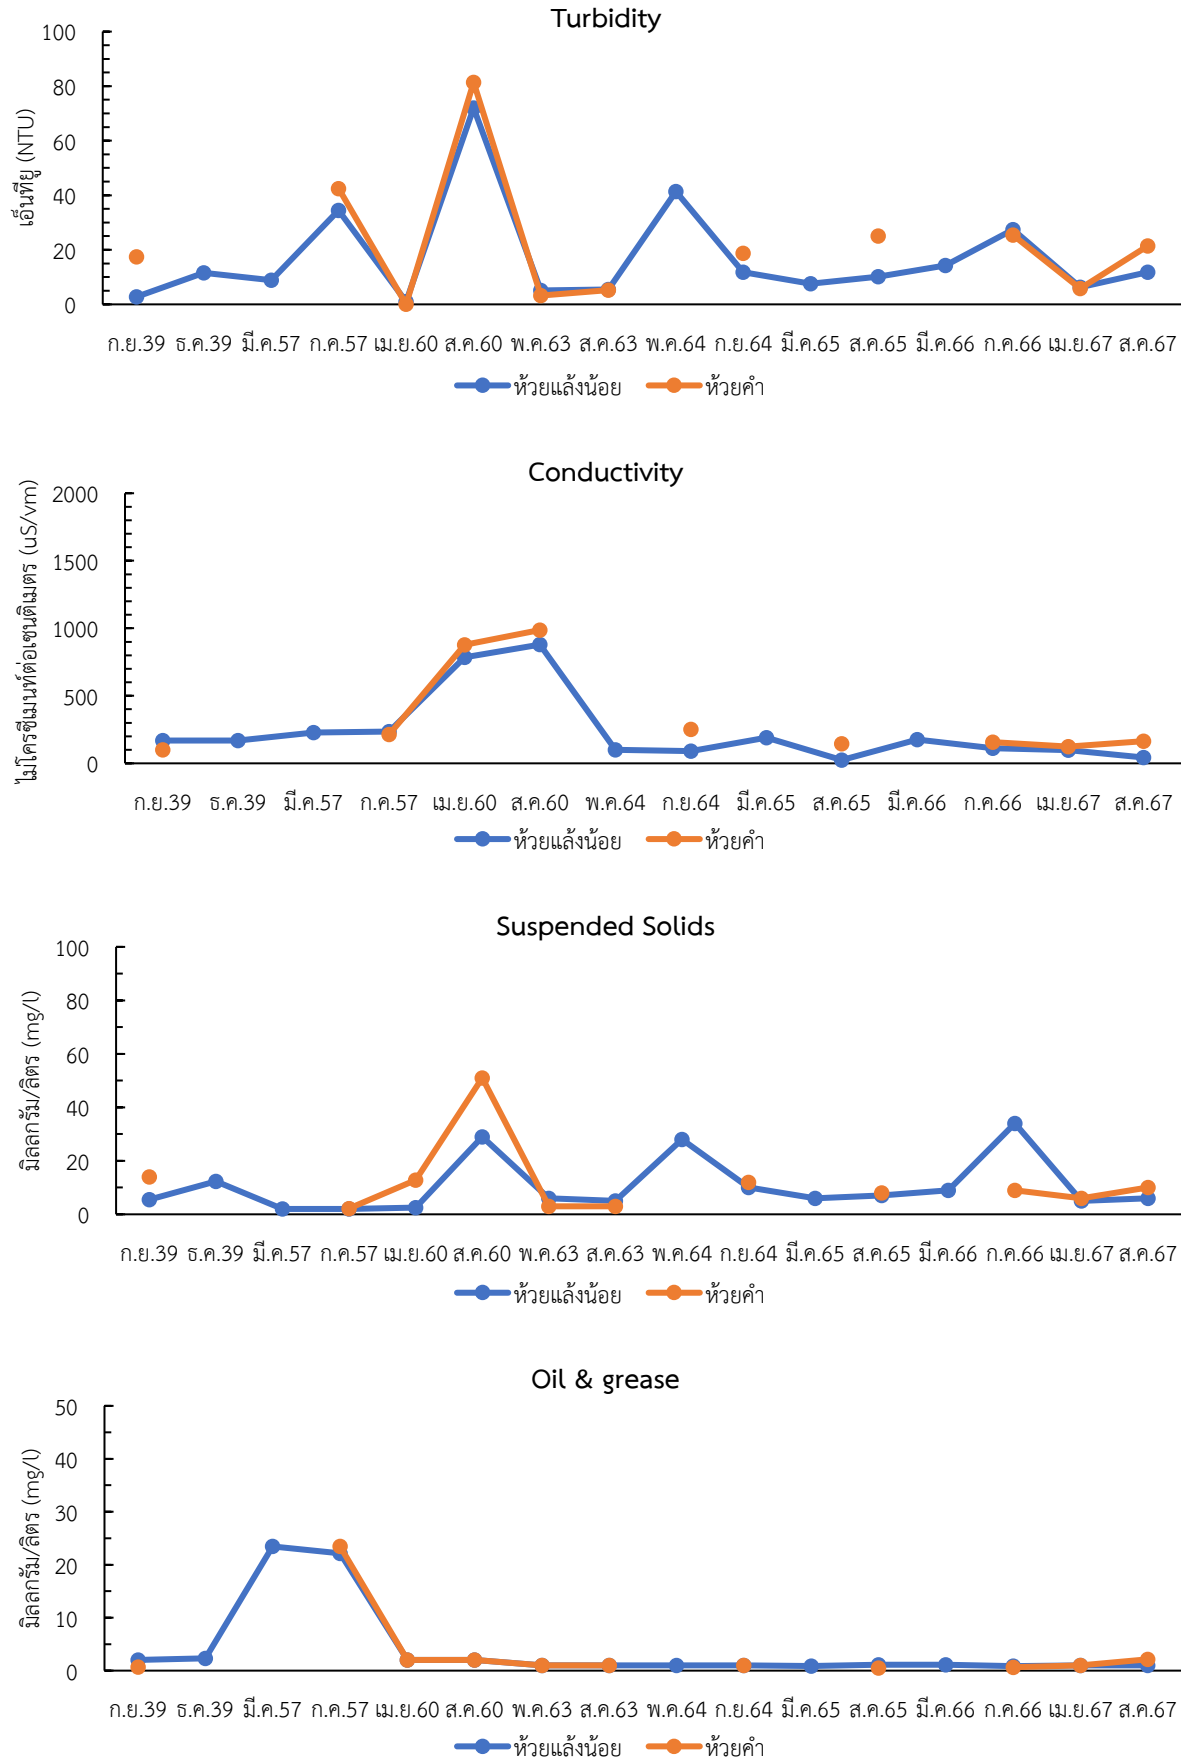 Turbidity
เอ็นทียู (NTU)
100
80
60
40
20
0
ก.ย.39 ธ.ค.39 มี.ค.57 ก.ค.57 เม.ย.60 ส.ค.60 พ.ค.63 ส.ค.63 พ.ค.64 ก.ย.64 มี.ค.65 ส.ค.65 มี.ค.66 ก.ค.66 เม.ย.67 ส.ค.67
ห้วยแล้งน้อย ห้วยคำ
Conductivity
ไมโครซีเมนท์ต่อเซนติเมตร (uS/vm)
2000
1500
1000
500
0
ก.ย.39 ธ.ค.39 มี.ค.57 ก.ค.57 เม.ย.60 ส.ค.60 พ.ค.64 ก.ย.64 มี.ค.65 ส.ค.65 มี.ค.66 ก.ค.66 เม.ย.67 ส.ค.67
ห้วยแล้งน้อย ห้วยคำ
Suspended Solids
มิลลกรัม/ลิตร (mg/l)
100
80
60
40
20
0
ก.ย.39 ธ.ค.39 มี.ค.57 ก.ค.57 เม.ย.60 ส.ค.60 พ.ค.63 ส.ค.63 พ.ค.64 ก.ย.64 มี.ค.65 ส.ค.65 มี.ค.66 ก.ค.66 เม.ย.67 ส.ค.67
ห้วยแล้งน้อย ห้วยคำ
Oil & grease
มิลลกรัม/ลิตร (mg/l)
50
40
30
20
10
0
ก.ย.39 ธ.ค.39 มี.ค.57 ก.ค.57 เม.ย.60 ส.ค.60 พ.ค.63 ส.ค.63 พ.ค.64 ก.ย.64 มี.ค.65 ส.ค.65 มี.ค.66 ก.ค.66 เม.ย.67 ส.ค.67
ห้วยแล้งน้อย ห้วยคำ